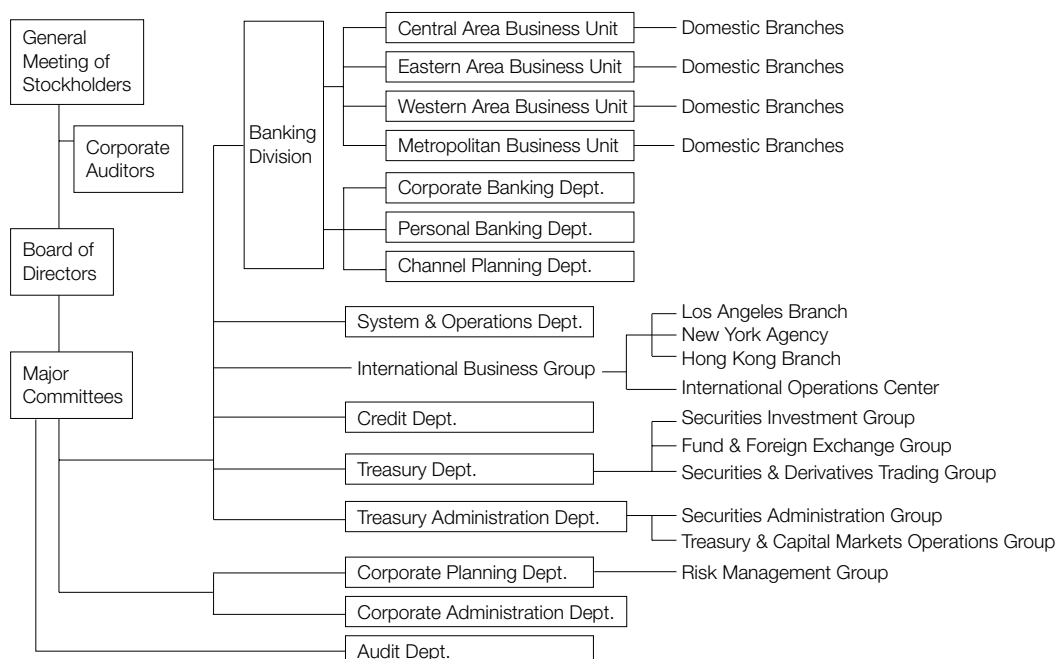 General
Meeting of
Stockholders
Corporate
Auditors
Board of
Directors
Major
Committees
Banking
Division
Central Area Business Unit
Domestic Branches
Eastern Area Business Unit
Domestic Branches
Western Area Business Unit
Domestic Branches
Metropolitan Business Unit
Domestic Branches
Corporate Banking Dept.
Personal Banking Dept.
Channel Planning Dept.
System & Operations Dept.
International Business Group
Los Angeles Branch
New York Agency
Hong Kong Branch
International Operations Center
Credit Dept.
Treasury Dept.
Securities Investment Group
Fund & Foreign Exchange Group
Securities & Derivatives Trading Group
Treasury Administration Dept.
Securities Administration Group
Treasury & Capital Markets Operations Group
Corporate Planning Dept.
Risk Management Group
Corporate Administration Dept.
Audit Dept.